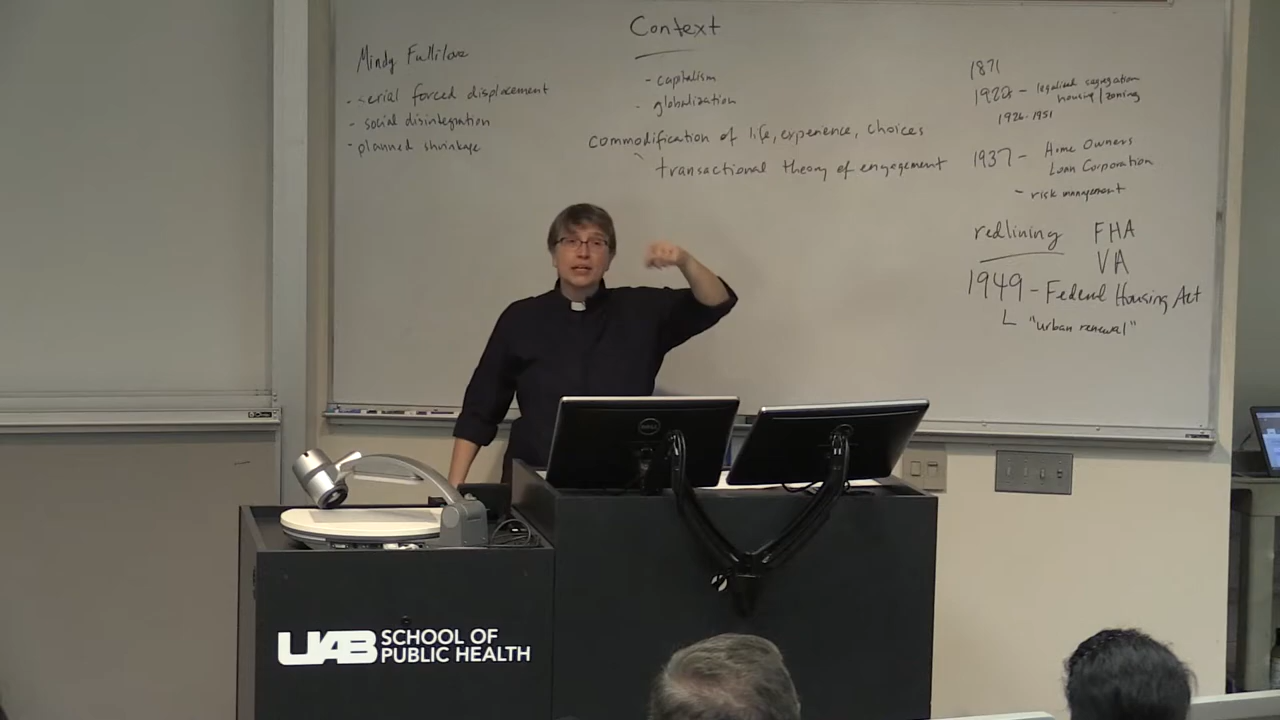 Context
Mindy Fullilove
- serial forced displacement
- social disintegration
- planned shrinkage
- capitalism
- globalization
commodification of life, experience, choices
transactional theory of engagement
1871
1920s - legalized segregation
housing/zoning
1926-1951
1937 - Home Owners
Loan Corporation
- risk management
redlining FHA
VA
1949 - Federal Housing Act
"urban renewal"
DELL
UAB SCHOOL OF
PUBLIC HEALTH